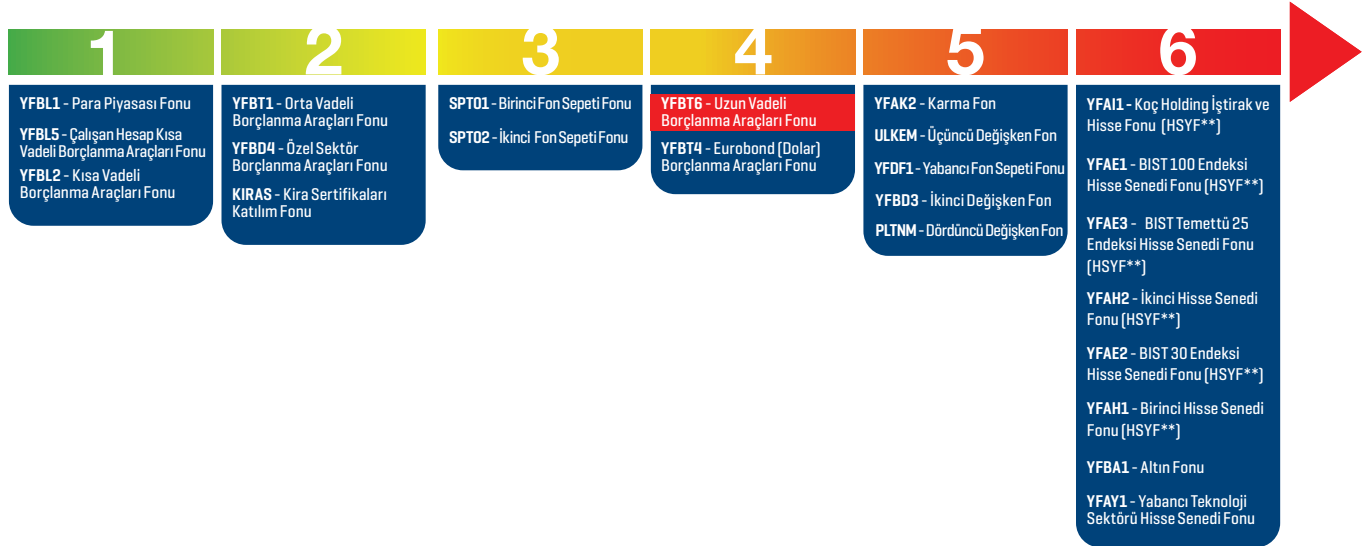 1
YFBL1 - Para Piyasası Fonu
YFBL5 - Çalışan Hesap Kısa
Vadeli Borçlanma Araçları Fonu
YFBL2 - Kısa Vadeli
Borçlanma Araçları Fonu
2
YFBT1 - Orta Vadeli
Borçlanma Araçları
Fonu
YFBD4 - Özel Sektör
Borçlanma Araçları Fonu
KIRAS - Kira Sertifikaları
Katılım Fonu
3
SPT01 - Birinci Fon Sepeti Fonu
SPT02 - İkinci Fon Sepeti Fonu
4
YFBT6 - Uzun Vadeli
Borçlanma Araçları Fonu
YFBT4 - Eurobond (Dolar)
Borçlanma Araçları Fonu
5
YFAK2 - Karma Fon
ULKEM - Üçüncü Değişken Fon
YFDF1 - Yabancı Fon Sepeti Fonu
YFBD3 - İkinci Değişken Fon
PLTNM - Dördüncü Değişken Fon
6
YFAI1 - Koç Holding İştirak ve
Hisse Fonu (HSYF**)
YFAE1 - BIST 100 Endeksi
Hisse Senedi Fonu (HSYF**)
YFAE3 - BIST Temettü 25
Endeksi Hisse Senedi Fonu
(HSYF**)
YFAH2 - İkinci Hisse Senedi
Fonu (HSYF**)
YFAE2 - BIST 30 Endeksi
Hisse Senedi Fonu (HSYF**)
YFAH1 - Birinci Hisse Senedi
Fonu (HSYF**)
YFBA1 - Altın Fonu
YFAY1 - Yabancı Teknoloji
Sektörü Hisse Senedi Fonu